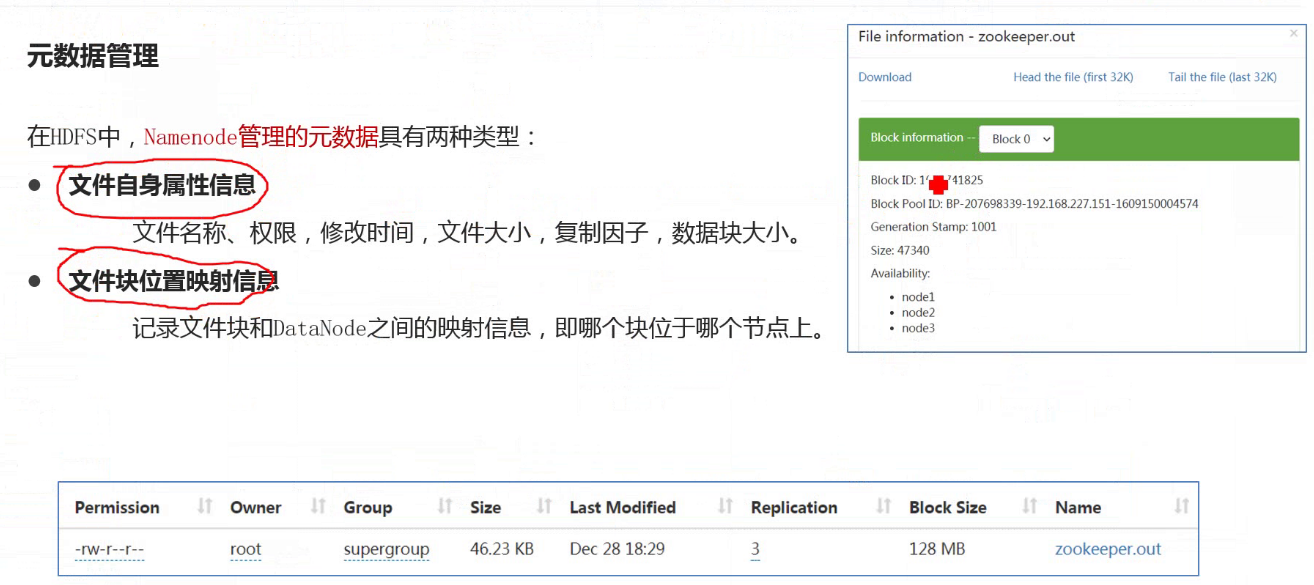 元数据管理
在HDFS中，Namenode管理的元数据具有两种类型：
● 文件自身属性信息
文件名称、权限，修改时间，文件大小，复制因子，数据块大小。
● 文件块位置映射信息
记录文件块和DataNode之间的映射信息，即哪个块位于哪个节点上。
File information - zookeeper.out ×
Download Head the file (first 32K) Tail the file (last 32K)
Block information -- Block 0
Block ID: 741825
Block Pool ID: BP-207698339-192.168.227.151-1609150004574
Generation Stamp: 1001
Size: 47340
Availability:
• node1
• node2
• node3
Permission Owner Group Size Last Modified Replication Block Size Name
-rw-r--r-- root supergroup 46.23 KB Dec 28 18:29 3 128 MB zookeeper.out